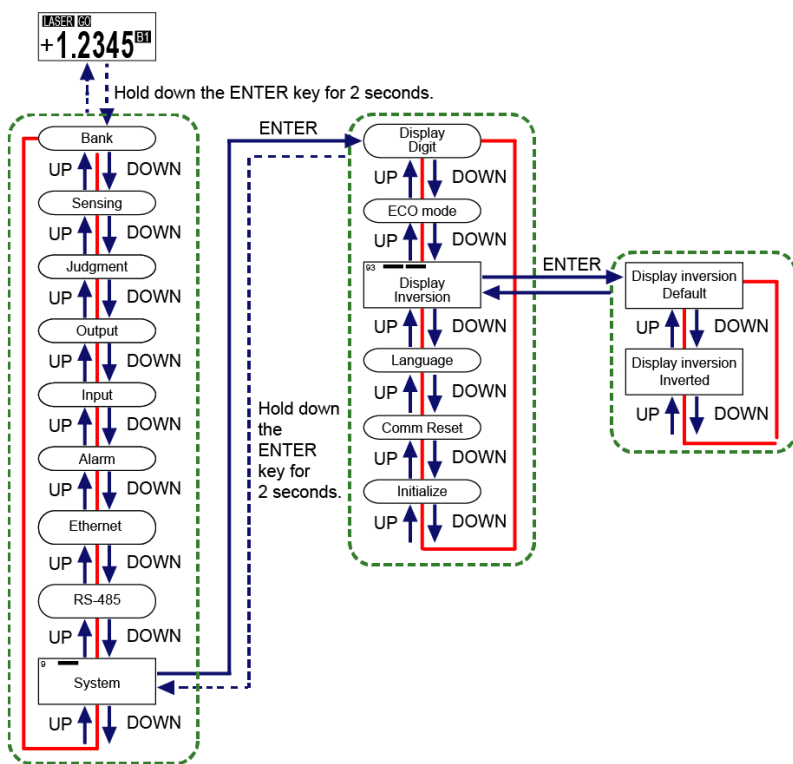 LASER GO
+1.2345 B1
Hold down the ENTER key for 2 seconds.
Bank
UP DOWN
Sensing
UP DOWN
Judgment
UP DOWN
Output
UP DOWN
Input
UP DOWN
Alarm
UP DOWN
Ethernet
UP DOWN
RS-485
UP DOWN
9
System
UP DOWN
ENTER
Display
Digit
UP DOWN
ECO mode
UP DOWN
93
Display
Inversion
UP DOWN
Language
UP DOWN
Comm Reset
UP DOWN
Initialize
UP DOWN
Hold down
the
ENTER
key for
2 seconds.
ENTER
Display inversion
Default
UP DOWN
Display inversion
Inverted
UP DOWN